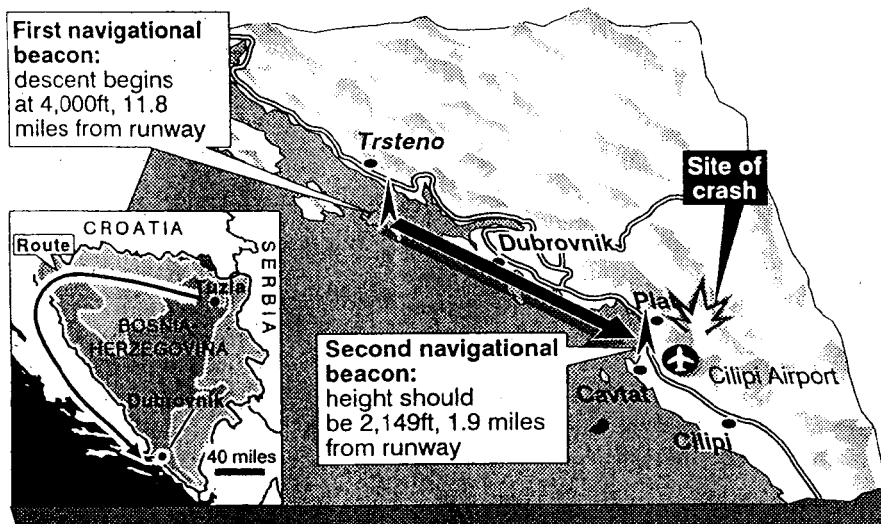 First navigational
beacon:
descent begins
at 4,000ft, 11.8
miles from runway
Trsteno
Site of
crash
Dubrovnik
Plat
Second navigational
beacon:
height should
be 2,149ft, 1.9 miles
from runway
Cavtat
Cilipi Airport
Cilipi
CROATIA
Route
SERBIA
Tuzla
BOSNIA-
HERZEGOVINA
Dubrovnik
40 miles